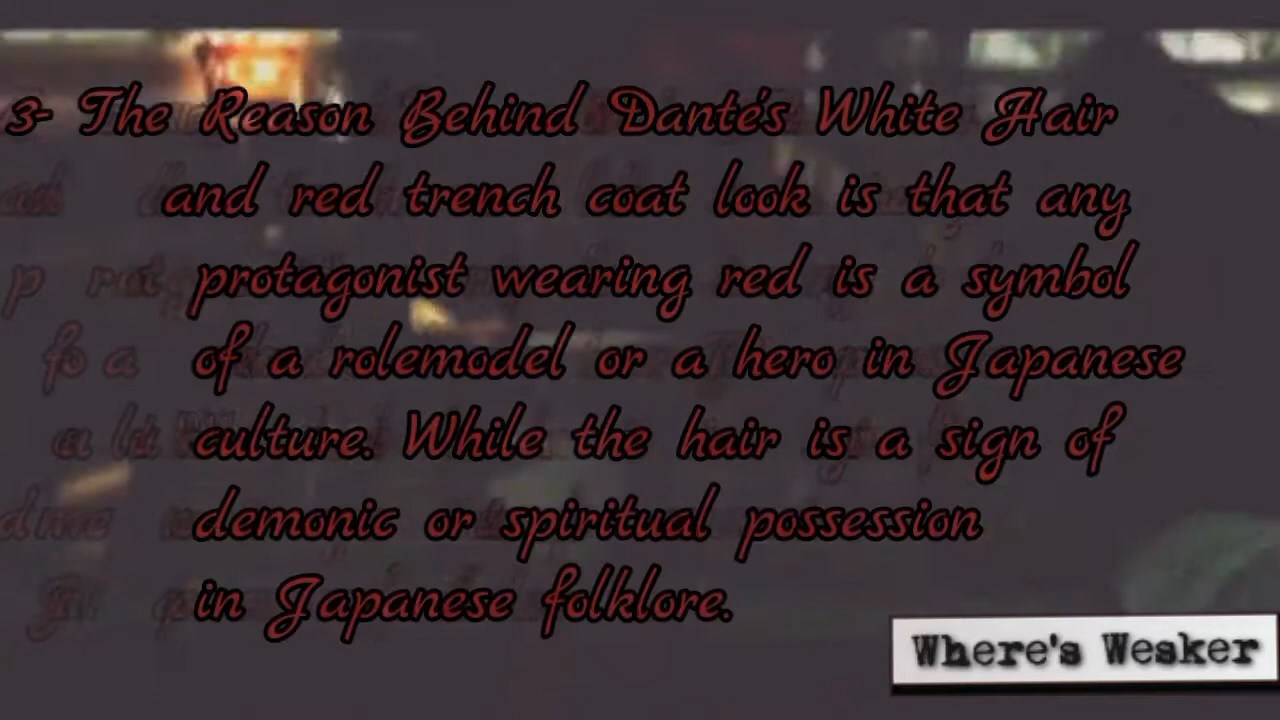 3- The Reason Behind Dante's White Hair
and red trench coat look is that any
protagonist wearing red is a symbol
of a rolemodel or a hero in Japanese
culture. While the hair is a sign of
demonic or spiritual possession
in Japanese folklore.
Where's Wesker